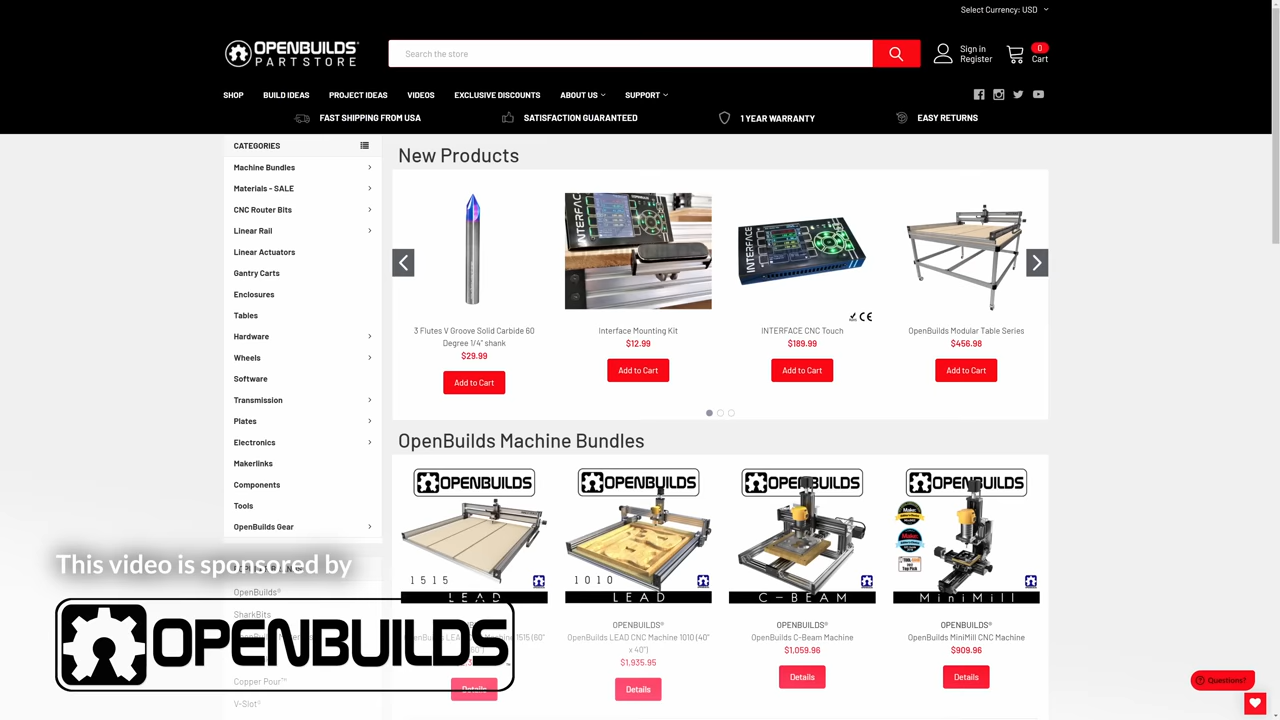 Select Currency: USD
OPENBUILDS
PART STORE
Search the store
Sign in
Register
0
Cart
SHOP
BUILD IDEAS
PROJECT IDEAS
VIDEOS
EXCLUSIVE DISCOUNTS
ABOUT US
SUPPORT
FAST SHIPPING FROM USA
SATISFACTION GUARANTEED
1 YEAR WARRANTY
EASY RETURNS
CATEGORIES
Machine Bundles
Materials - SALE
CNC Router Bits
Linear Rail
Linear Actuators
Gantry Carts
Enclosures
Tables
Hardware
Wheels
Software
Transmission
Plates
Electronics
Makerlinks
Components
Tools
OpenBuilds Gear
OpenBuilds®
SharkBits
Copper Pour™
V-Slot®
New Products
INTERFACE
INTERFACE
CE
3 Flutes V Groove Solid Carbide 60
Degree 1/4" shank
$29.99
Add to Cart
Interface Mounting Kit
$12.99
Add to Cart
INTERFACE CNC Touch
$189.99
Add to Cart
OpenBuilds Modular Table Series
$456.98
Add to Cart
OpenBuilds Machine Bundles
OPENBUILDS
1515
LEAD
Details
OPENBUILDS
1010
LEAD
OPENBUILDS®
OpenBuilds LEAD CNC Machine 1010 (40"
x 40")
$1,935.95
Details
OPENBUILDS
C-BEAM
OPENBUILDS®
OpenBuilds C-Beam Machine
$1,059.96
Details
OPENBUILDS
Make:
Make:
MiniMill
OPENBUILDS®
OpenBuilds MiniMill CNC Machine
$909.96
Details
This video is sponsored by
OPENBUILDS
Questions?